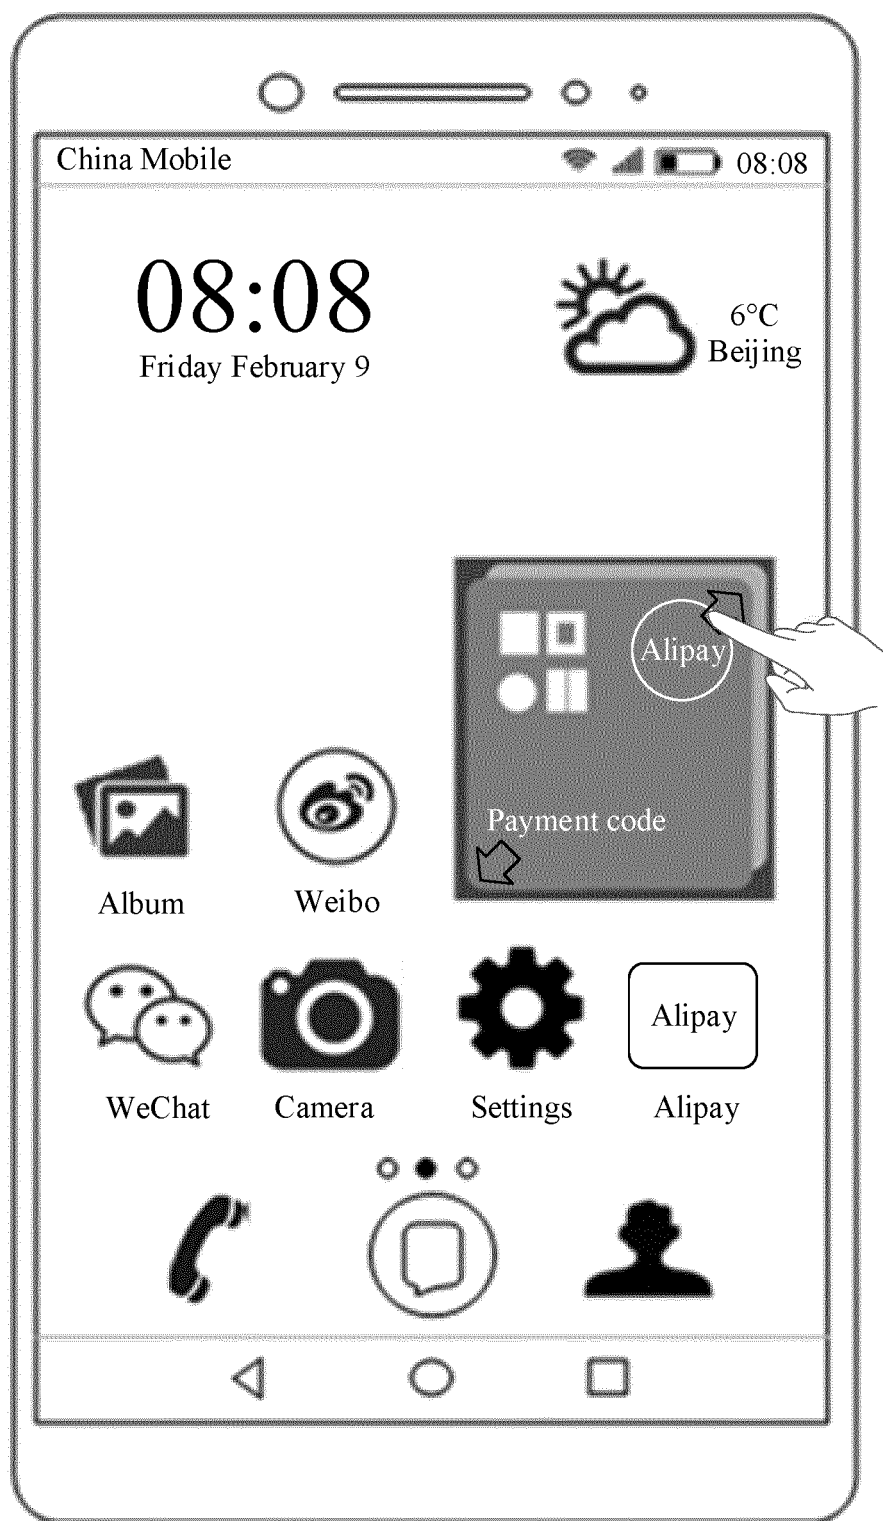 China Mobile
08:08
08:08
Friday February 9
6°C
Beijing
Alipay
Payment code
Album
Weibo
Alipay
WeChat
Camera
Settings
Alipay